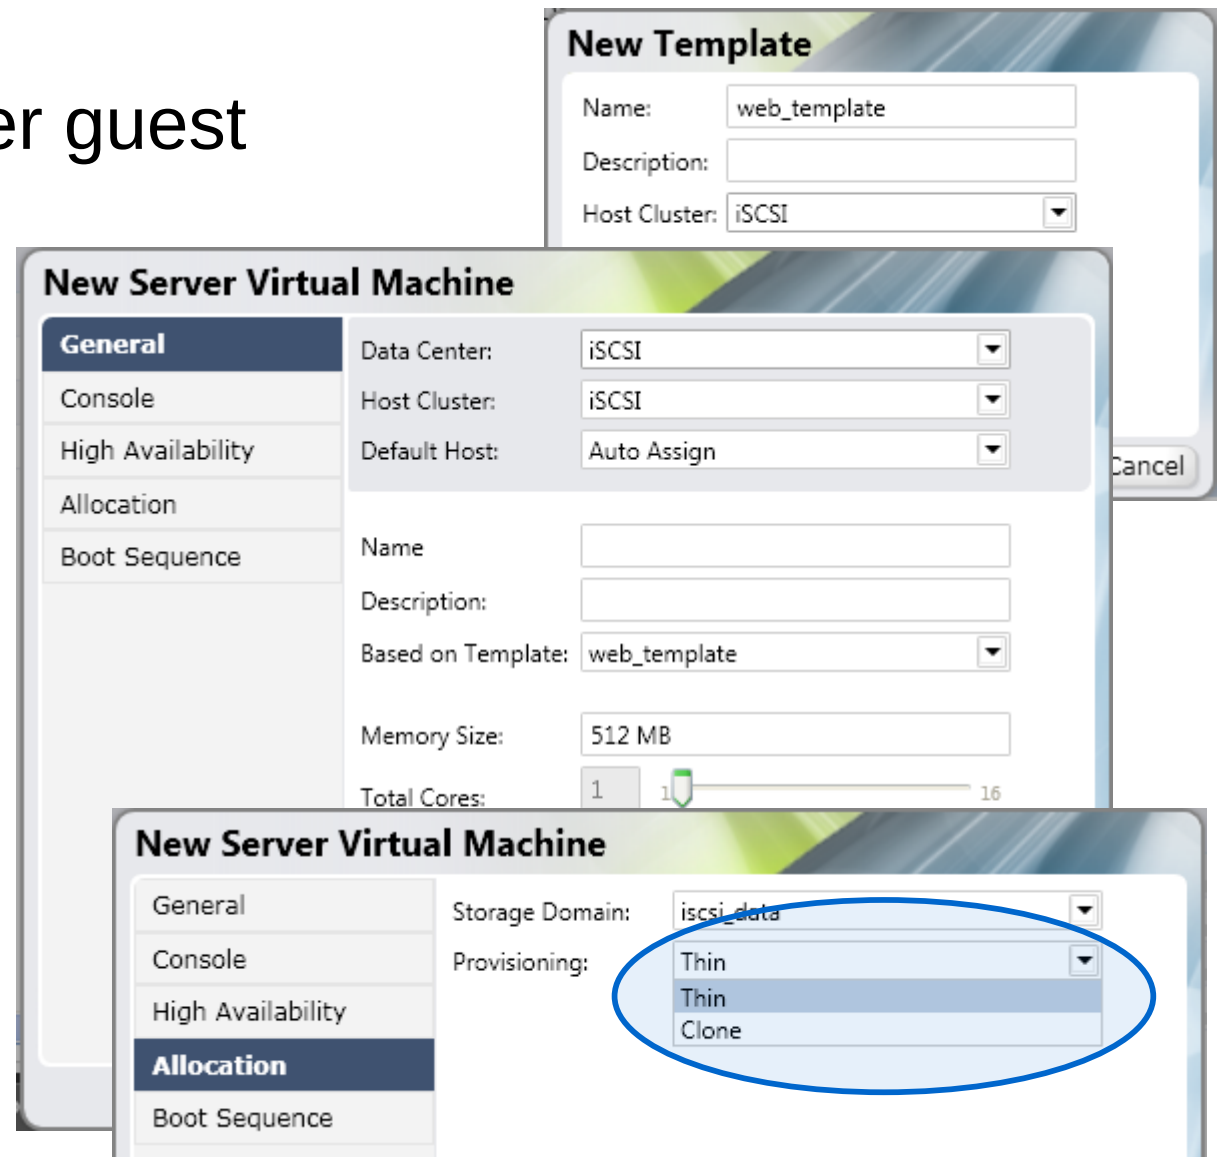 New Template
Name: web_template
er guest
Description:
Host Cluster: iSCSI
New Server Virtual Machine
General
Data Center: iSCSI
Console
Host Cluster: iSCSI
High Availability
Default Host: Auto Assign
Cancel
Allocation
Boot Sequence
Name
Description:
Based on Template: web_template
Memory Size: 512 MB
Total Cores: 1 1 16
New Server Virtual Machine
General
Storage Domain: iscsi_data
Console
Provisioning: Thin
Thin
High Availability
Clone
Allocation
Boot Sequence